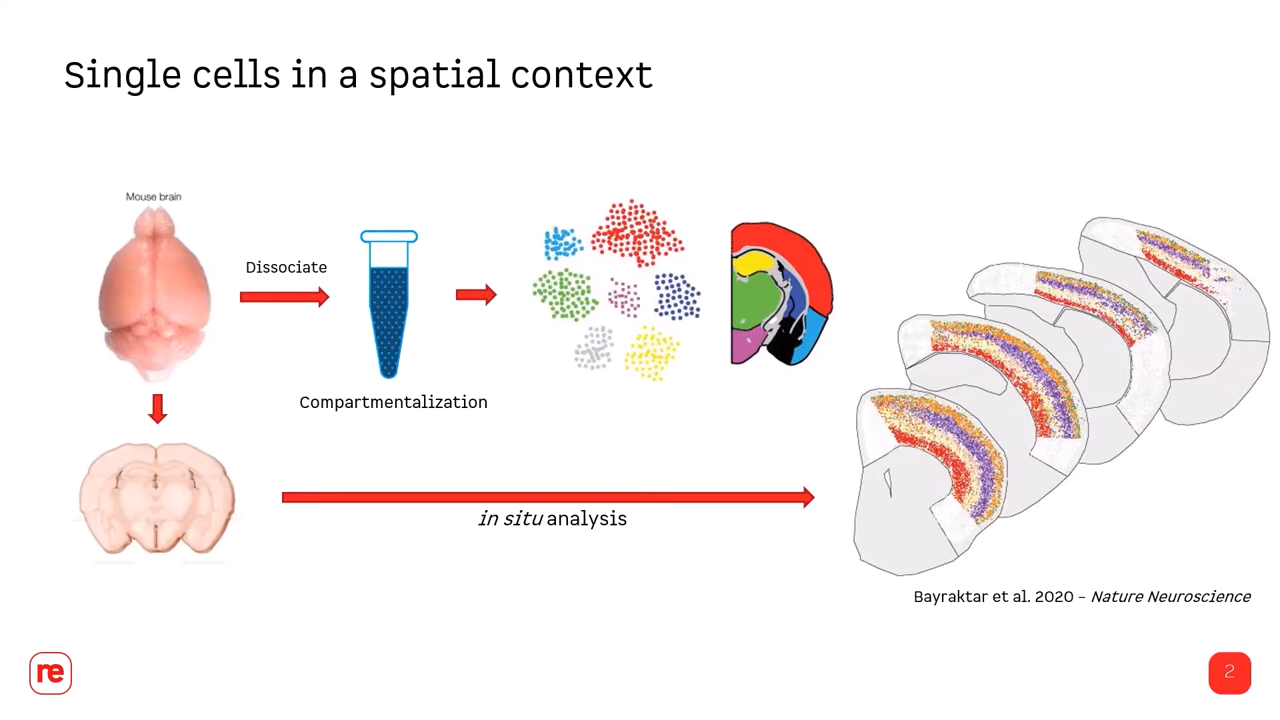 Single cells in a spatial context
Mouse brain
Dissociate
Compartmentalization
in situ analysis
Bayraktar et al. 2020 – Nature Neuroscience
re
2